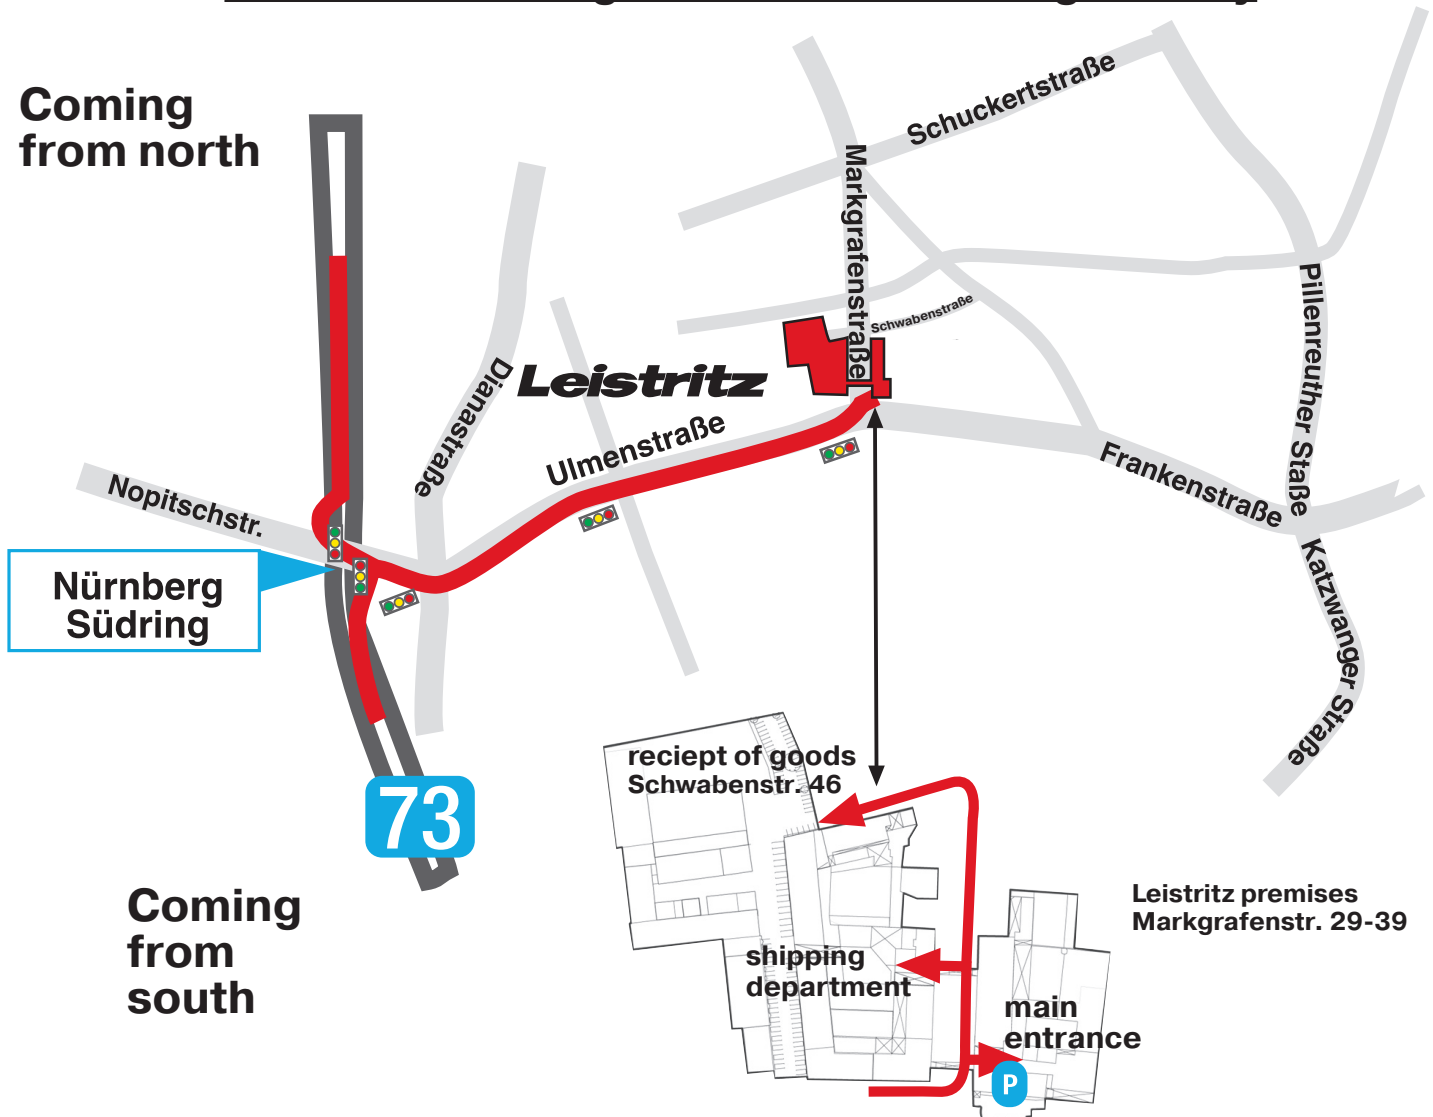 Coming
from north
Schuckertstraße
Markgrafenstraße
Schwabenstraße
Pillenreuther Staße
Dianastraße
Leistritz
Ulmenstraße
Frankenstraße
Nopitschstr.
Katzwanger Straße
Nürnberg
Südring
73
Coming
from
south
reciept of goods
Schwabenstr. 46
Leistritz premises
Markgrafenstr. 29-39
shipping
department
main
entrance
P